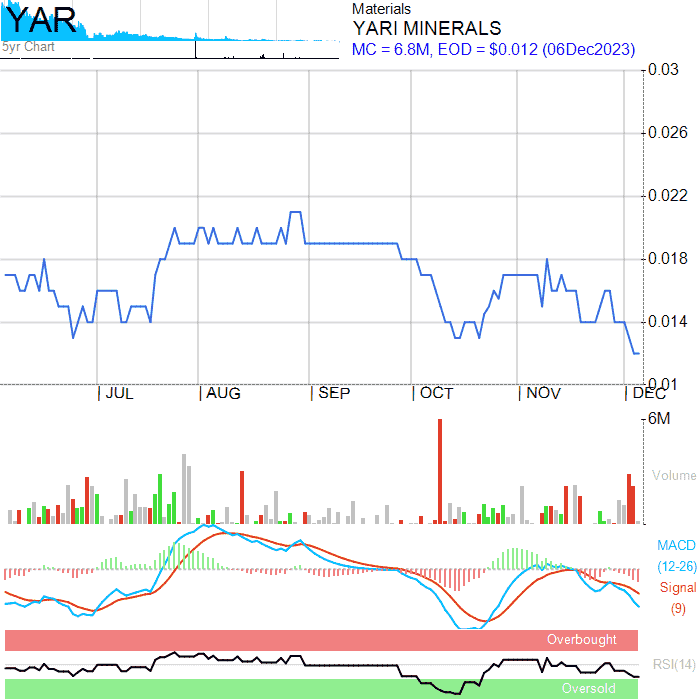 YAR
5yr Chart
Materials
YARI MINERALS
MC = 6.8M, EOD = $0.012 (06Dec2023)
0.03
0.026
0.022
0.018
0.014
0.01
| JUL | AUG | SEP | OCT | NOV | DEC
6M
Volume
MACD
(12-26)
Signal
(9)
Overbought
RSI(14)
Oversold